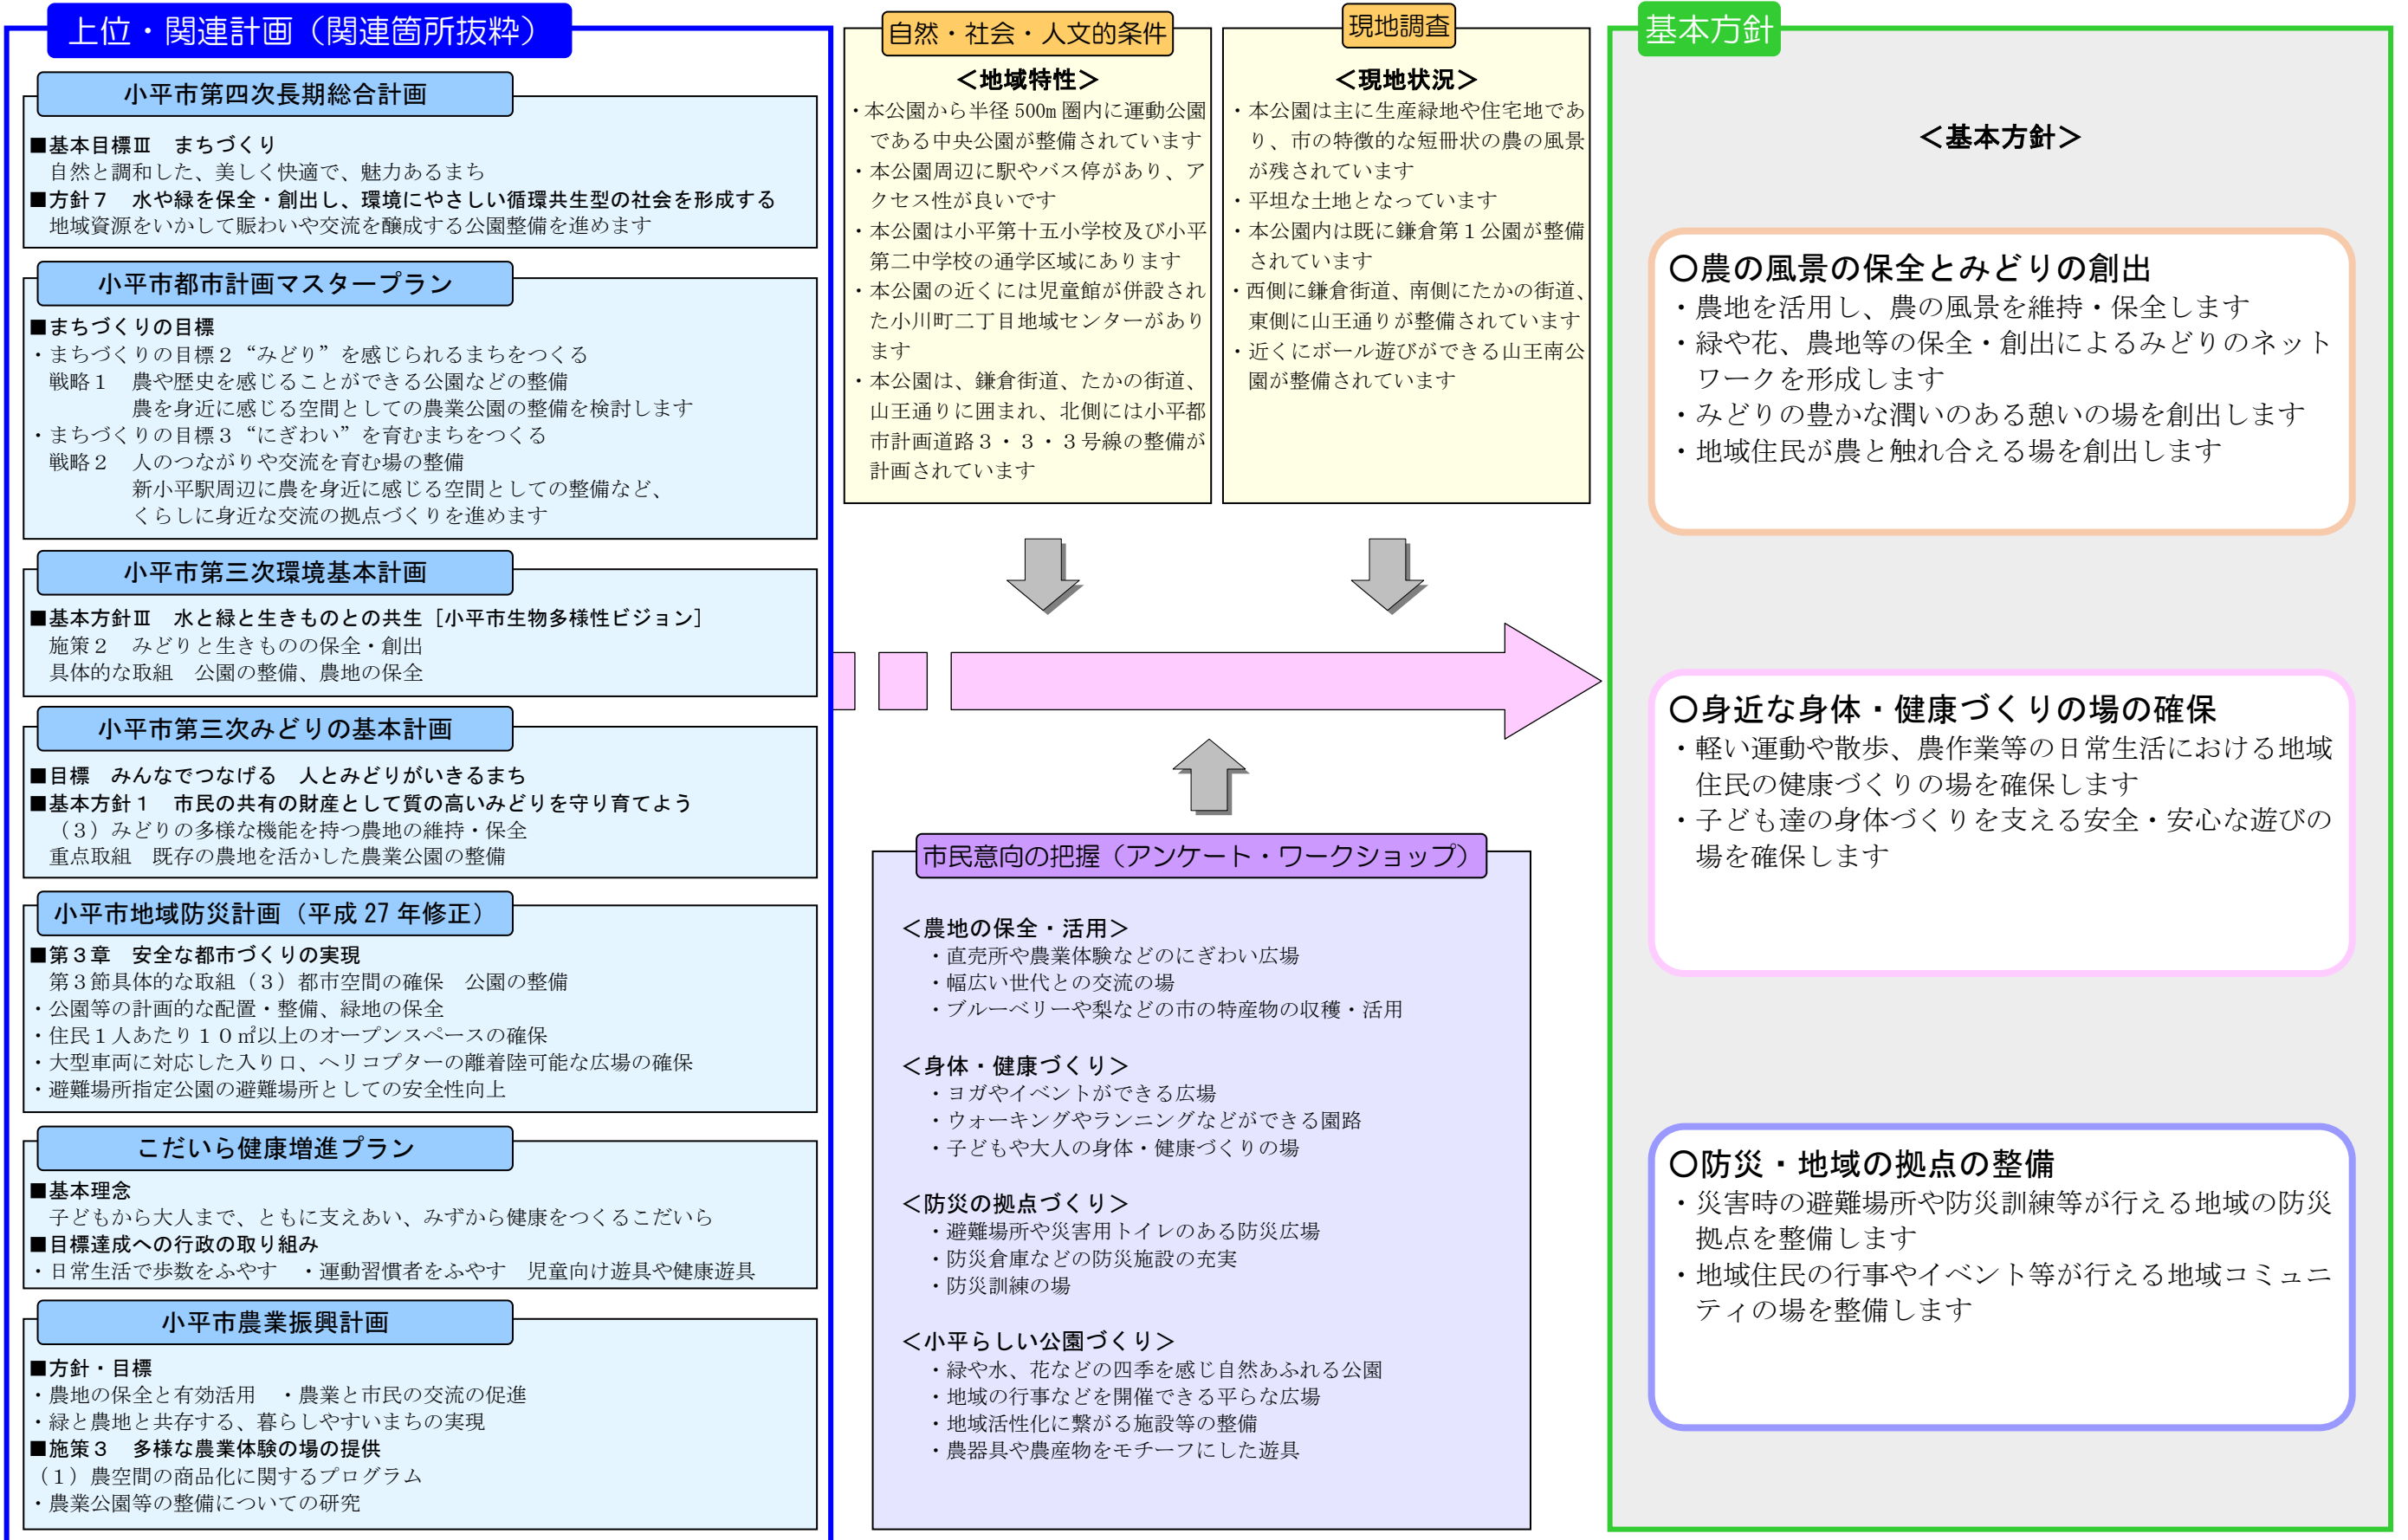 上位・関連計画（関連箇所抜粋）
小平市第四次長期総合計画
■基本目標Ⅲ　まちづくり
自然と調和した、美しく快適で、魅力あるまち
■方針７　水や緑を保全・創出し、環境にやさしい循環共生型の社会を形成する
地域資源をいかして賑わいや交流を醸成する公園整備を進めます
小平市都市計画マスタープラン
■まちづくりの目標
・まちづくりの目標２“みどり”を感じられるまちをつくる
戦略１　農や歴史を感じることができる公園などの整備
農を身近に感じる空間としての農業公園の整備を検討します
・まちづくりの目標３“にぎわい”を育むまちをつくる
戦略２　人のつながりや交流を育む場の整備
新小平駅周辺に農を身近に感じる空間としての整備など、
くらしに身近な交流の拠点づくりを進めます
小平市第三次環境基本計画
■基本方針Ⅲ　水と緑と生きものとの共生［小平市生物多様性ビジョン］
施策２　みどりと生きものの保全・創出
具体的な取組　公園の整備、農地の保全
小平市第三次みどりの基本計画
■目標　みんなでつなげる　人とみどりがいきるまち
■基本方針１　市民の共有の財産として質の高いみどりを守り育てよう
（３）みどりの多様な機能を持つ農地の維持・保全
重点取組　既存の農地を活かした農業公園の整備
小平市地域防災計画（平成 27 年修正）
■第３章　安全な都市づくりの実現
第３節具体的な取組（３）都市空間の確保　公園の整備
・公園等の計画的な配置・整備、緑地の保全
・住民１人あたり１０㎡以上のオープンスペースの確保
・大型車両に対応した入り口、ヘリコプターの離着陸可能な広場の確保
・避難場所指定公園の避難場所としての安全性向上
こだいら健康増進プラン
■基本理念
子どもから大人まで、ともに支えあい、みずから健康をつくるこだいら
■目標達成への行政の取り組み
・日常生活で歩数をふやす　・運動習慣者をふやす　児童向け遊具や健康遊具
小平市農業振興計画
■方針・目標
・農地の保全と有効活用　・農業と市民の交流の促進
・緑と農地と共存する、暮らしやすいまちの実現
■施策３　多様な農業体験の場の提供
（１）農空間の商品化に関するプログラム
・農業公園等の整備についての研究
自然・社会・人文的条件
＜地域特性＞
・本公園から半径 500m 圏内に運動公園
である中央公園が整備されています
・本公園周辺に駅やバス停があり、ア
クセス性が良いです
・本公園は小平第十五小学校及び小平
第二中学校の通学区域にあります
・本公園の近くには児童館が併設され
た小川町二丁目地域センターがあり
ます
・本公園は、鎌倉街道、たかの街道、
山王通りに囲まれ、北側には小平都
市計画道路３・３・３号線の整備が
計画されています
現地調査
＜現地状況＞
・本公園は主に生産緑地や住宅地であ
り、市の特徴的な短冊状の農の風景
が残されています
・平坦な土地となっています
・本公園内は既に鎌倉第１公園が整備
されています
・西側に鎌倉街道、南側にたかの街道、
東側に山王通りが整備されています
・近くにボール遊びができる山王南公
園が整備されています
市民意向の把握（アンケート・ワークショップ）
＜農地の保全・活用＞
・直売所や農業体験などのにぎわい広場
・幅広い世代との交流の場
・ブルーベリーや梨などの市の特産物の収穫・活用
＜身体・健康づくり＞
・ヨガやイベントができる広場
・ウォーキングやランニングなどができる園路
・子どもや大人の身体・健康づくりの場
＜防災の拠点づくり＞
・避難場所や災害用トイレのある防災広場
・防災倉庫などの防災施設の充実
・防災訓練の場
＜小平らしい公園づくり＞
・緑や水、花などの四季を感じ自然あふれる公園
・地域の行事などを開催できる平らな広場
・地域活性化に繋がる施設等の整備
・農器具や農産物をモチーフにした遊具
基本方針
＜基本方針＞
〇農の風景の保全とみどりの創出
・農地を活用し、農の風景を維持・保全します
・緑や花、農地等の保全・創出によるみどりのネット
ワークを形成します
・みどりの豊かな潤いのある憩いの場を創出します
・地域住民が農と触れ合える場を創出します
〇身近な身体・健康づくりの場の確保
・軽い運動や散歩、農作業等の日常生活における地域
住民の健康づくりの場を確保します
・子ども達の身体づくりを支える安全・安心な遊びの
場を確保します
〇防災・地域の拠点の整備
・災害時の避難場所や防災訓練等が行える地域の防災
拠点を整備します
・地域住民の行事やイベント等が行える地域コミュニ
ティの場を整備します